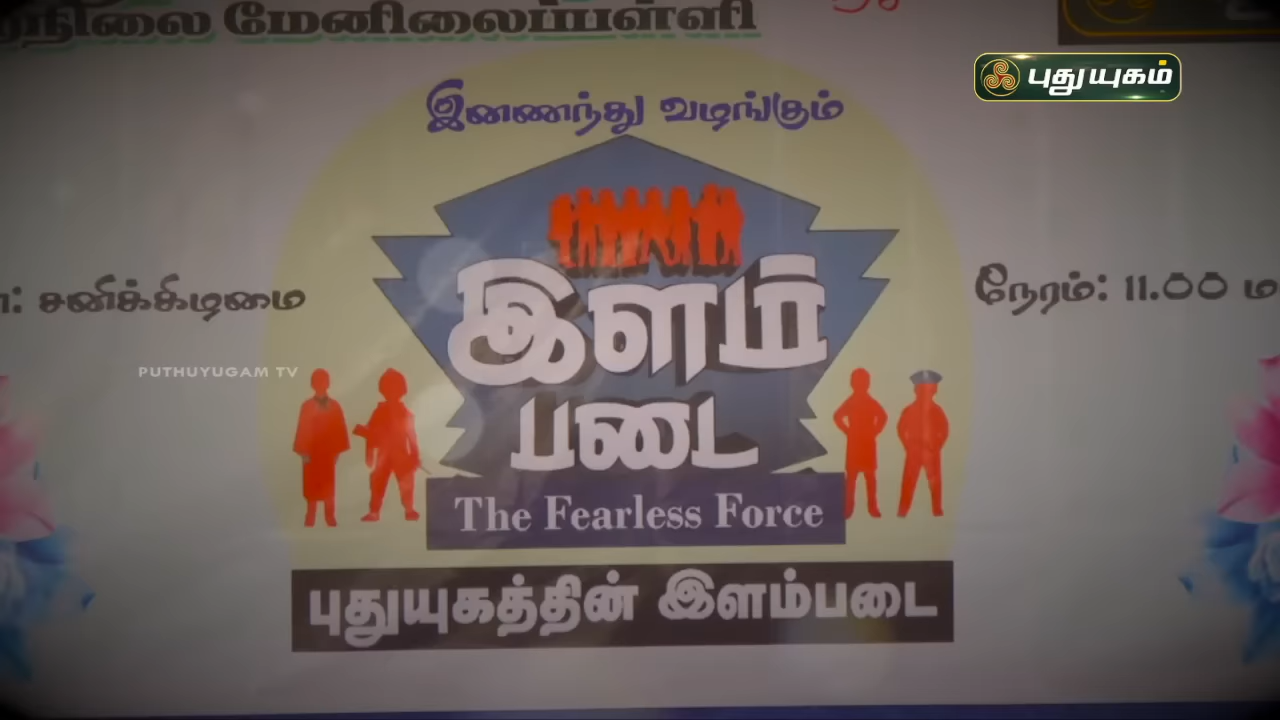 மேனிலைப்பள்ளி
புதுயுகம்
இணைந்து வழங்கும்
சனிக்கிழமை
நேரம்: 11.00
PUTHUYUGAM TV
இளம்
படை
The Fearless Force
புதுயுகத்தின் இளம்படை